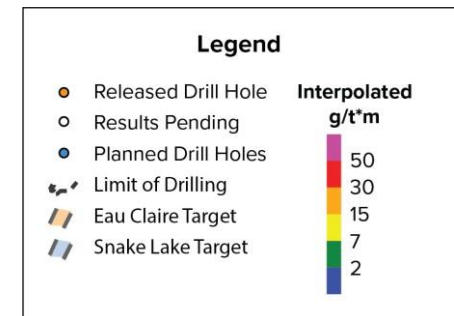 Legend
Released Drill Hole
Results Pending
Planned Drill Holes
Limit of Drilling
Eau Claire Target
Snake Lake Target
Interpolated
g/t*m
50
30
15
7
2